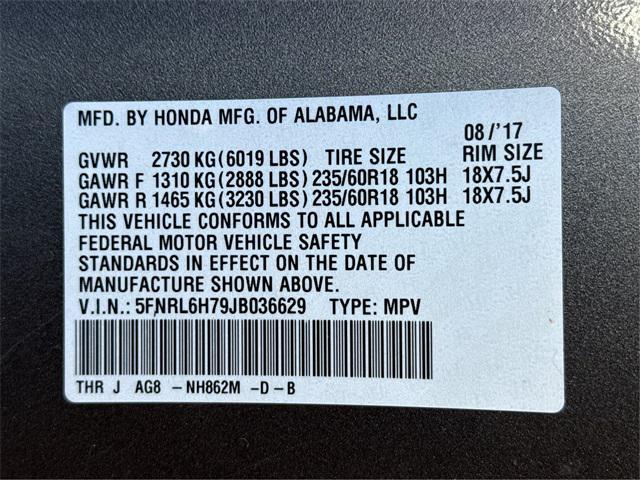 MFD. BY HONDA MFG. OF ALABAMA, LLC
08/'17
GVWR 2730 KG (6019 LBS) TIRE SIZE RIM SIZE
GAWR F 1310 KG (2888 LBS) 235/60R18 103H 18X7.5J
GAWR R 1465 KG (3230 LBS) 235/60R18 103H 18X7.5J
THIS VEHICLE CONFORMS TO ALL APPLICABLE
FEDERAL MOTOR VEHICLE SAFETY
STANDARDS IN EFFECT ON THE DATE OF
MANUFACTURE SHOWN ABOVE.
V.I.N.: 5FNRL6H79JB036629 TYPE: MPV
THR J AG8 -NH862M -D-B